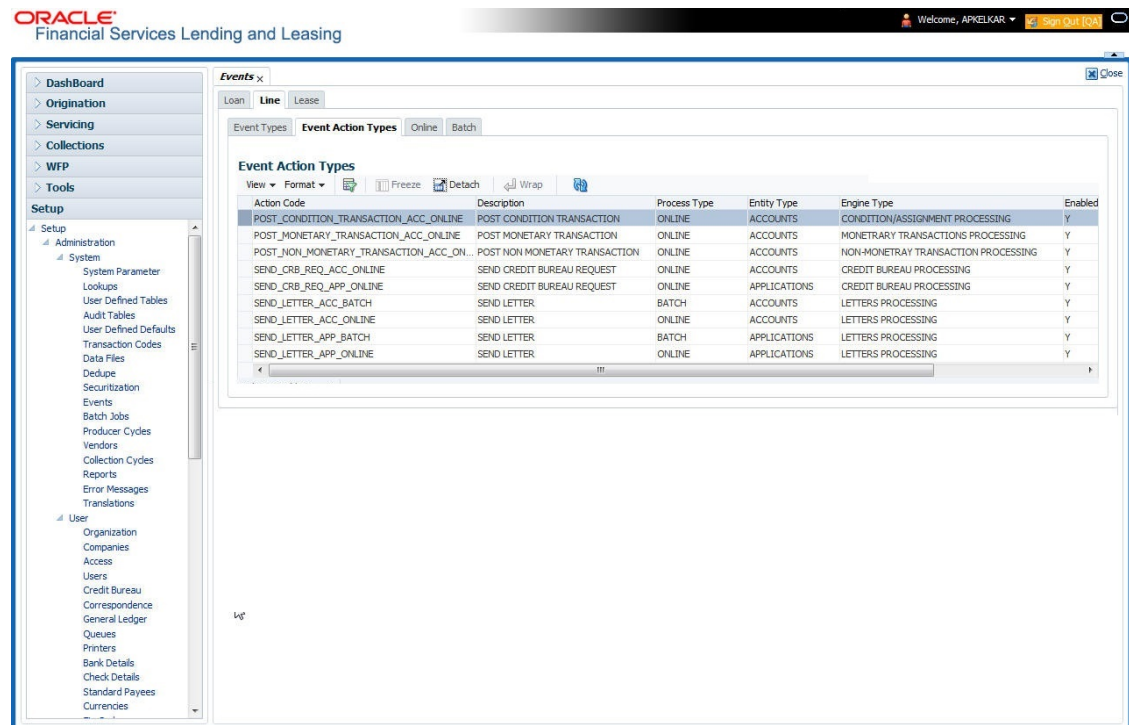 ORACLE
Financial Services Lending and Leasing
Welcome, APKELKAR
Sign Out [QA]
DashBoard
Origination
Servicing
Collections
WFP
Tools
Setup
Setup
Administration
System
System Parameter
Lookups
User Defined Tables
Audit Tables
User Defined Defaults
Transaction Codes
Data Files
Dedupe
Securitization
Events
Batch Jobs
Producer Cycles
Vendors
Collection Cycles
Reports
Error Messages
Translations
User
Organization
Companies
Access
Users
Credit Bureau
Correspondence
General Ledger
Queues
Printers
Bank Details
Check Details
Standard Payees
Currencies
Events x
Close
Loan Line Lease
Event Types Event Action Types Online Batch
Event Action Types
View Format Freeze Detach Wrap
Action Code Description Process Type Entity Type Engine Type Enabled
POST_CONDITION_TRANSACTION_ACC_ONLINE POST CONDITION TRANSACTION ONLINE ACCOUNTS CONDITION/ASSIGNMENT PROCESSING Y
POST_MONETARY_TRANSACTION_ACC_ONLINE POST MONETARY TRANSACTION ONLINE ACCOUNTS MONETRARY TRANSACTIONS PROCESSING Y
POST_NON_MONETARY_TRANSACTION_ACC_ON... POST NON MONETARY TRANSACTION ONLINE ACCOUNTS NON-MONETRAY TRANSACTION PROCESSING Y
SEND_CRB_REQ_ACC_ONLINE SEND CREDIT BUREAU REQUEST ONLINE ACCOUNTS CREDIT BUREAU PROCESSING Y
SEND_CRB_REQ_APP_ONLINE SEND CREDIT BUREAU REQUEST ONLINE APPLICATIONS CREDIT BUREAU PROCESSING Y
SEND_LETTER_ACC_BATCH SEND LETTER BATCH ACCOUNTS LETTERS PROCESSING Y
SEND_LETTER_ACC_ONLINE SEND LETTER ONLINE ACCOUNTS LETTERS PROCESSING Y
SEND_LETTER_APP_BATCH SEND LETTER BATCH APPLICATIONS LETTERS PROCESSING Y
SEND_LETTER_APP_ONLINE SEND LETTER ONLINE APPLICATIONS LETTERS PROCESSING Y